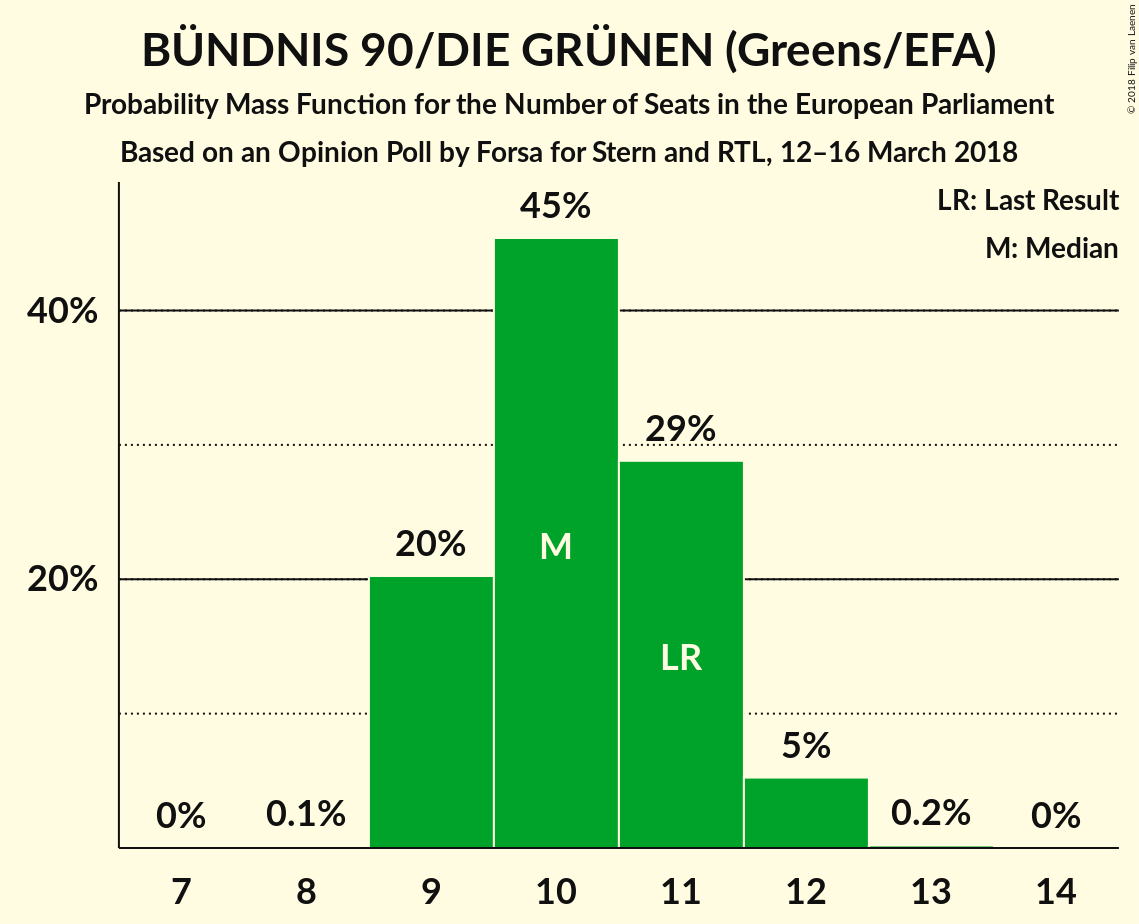 BÜNDNIS 90/DIE GRÜNEN (Greens/EFA)
Probability Mass Function for the Number of Seats in the European Parliament
Based on an Opinion Poll by Forsa for Stern and RTL, 12–16 March 2018
© 2018 Filip van Laenen
LR: Last Result
M: Median
45%
40%
29%
20%
M
20%
LR
5%
0%
0.1%
0.2%
0%
7 8 9 10 11 12 13 14